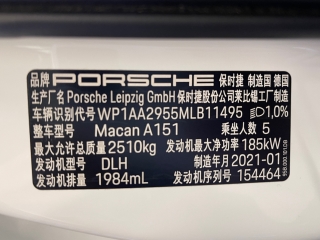 品牌 PORSCHE 保时捷 制造国 德国
生产厂名 Porsche Leipzig GmbH 保时捷股份公司莱比锡工厂制造
车辆识别代号 WP1AA2955MLB11495 1,0%
整车型号 Macan A151 乘坐人数 5
最大允许总质量 2510kg 发动机最大净功率 185kW
发动机型号 DLH 制造年月 2021-01
发动机排量 1984mL 发动机序列号 154464